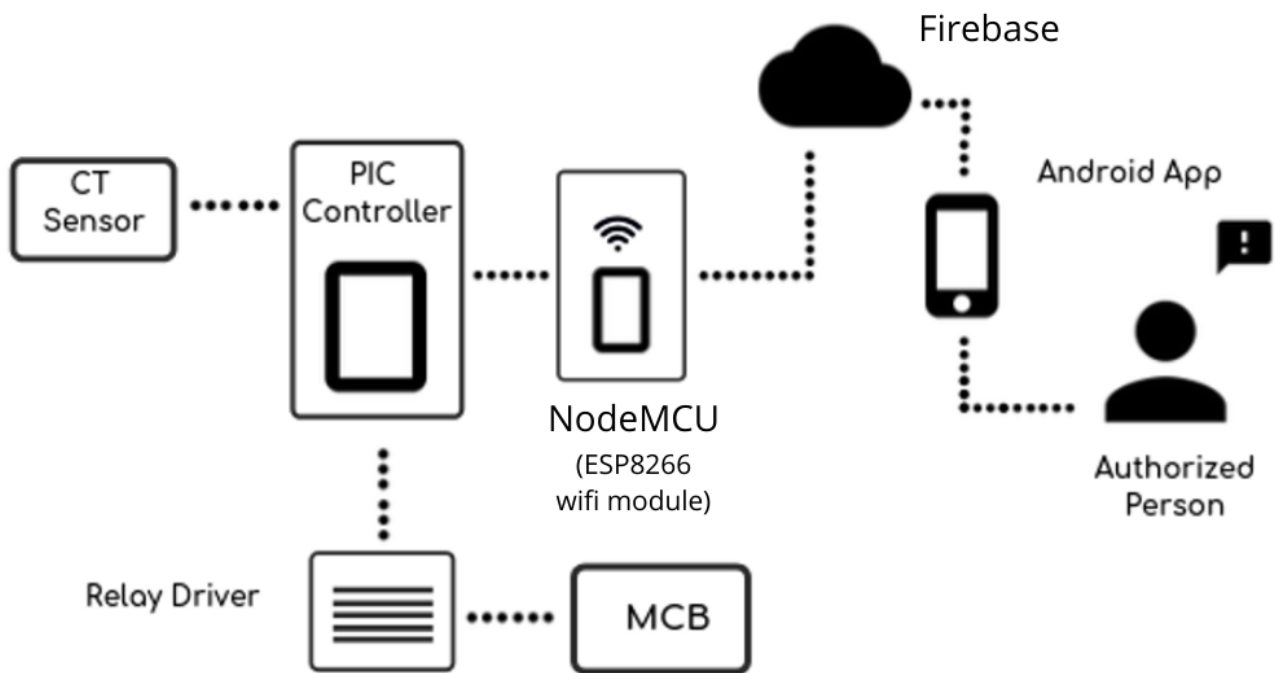 Firebase
CT
Sensor
PIC
Controller
Android App
NodeMCU
(ESP8266
wifi module)
Authorized
Person
Relay Driver
MCB